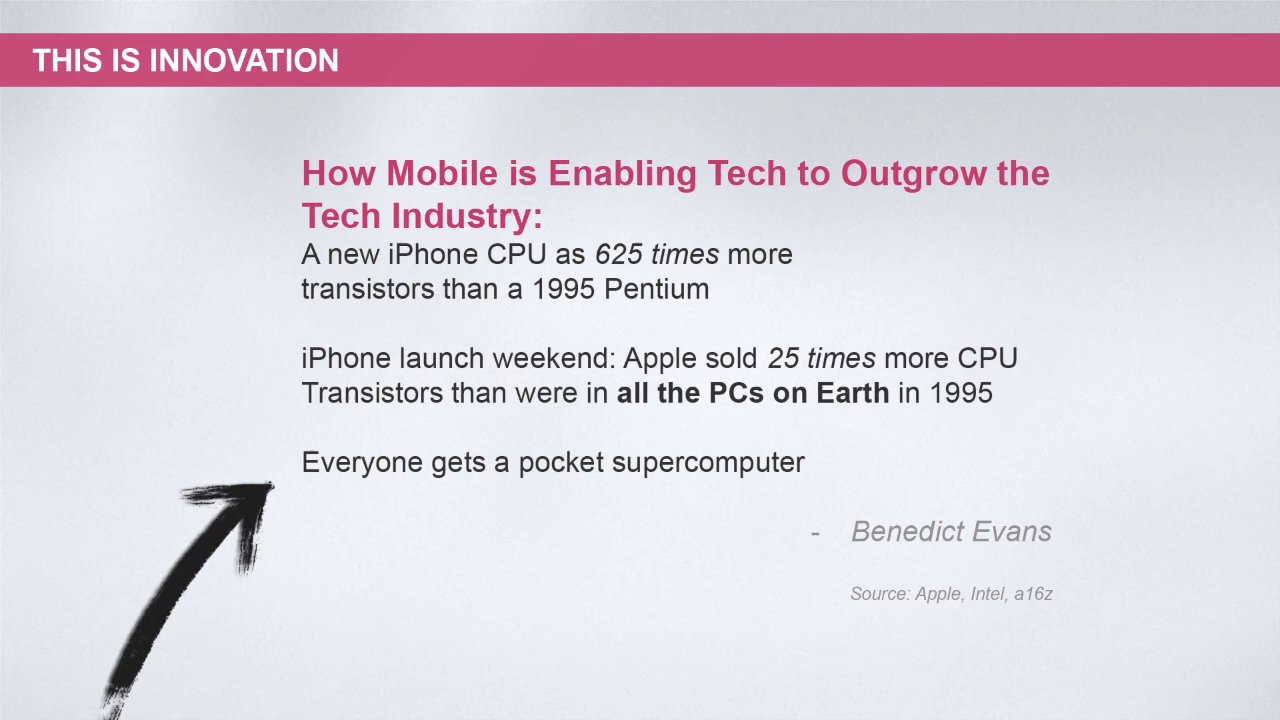 THIS IS INNOVATION
How Mobile is Enabling Tech to Outgrow the
Tech Industry:
A new iPhone CPU as 625 times more
transistors than a 1995 Pentium
iPhone launch weekend: Apple sold 25 times more CPU
Transistors than were in all the PCs on Earth in 1995
Everyone gets a pocket supercomputer
- Benedict Evans
Source: Apple, Intel, a16z